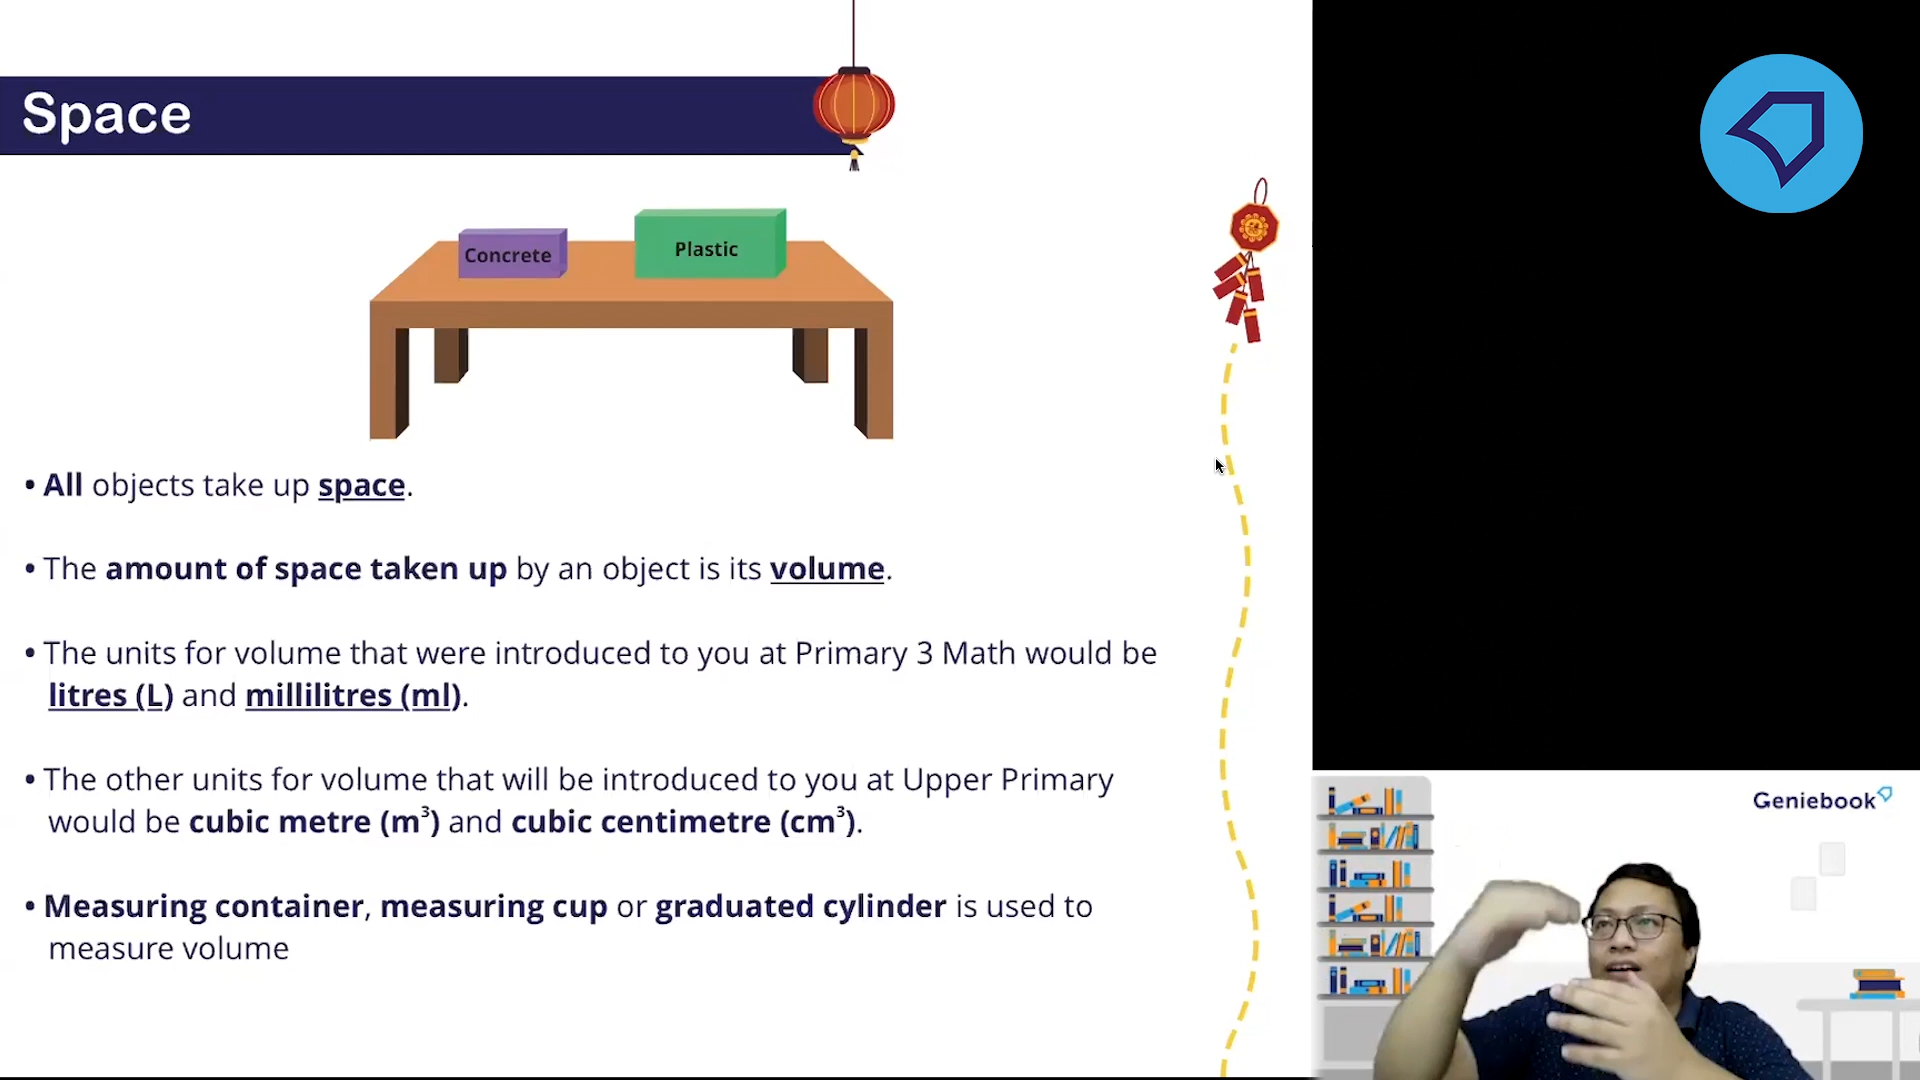 Space
Concrete
Plastic
• All objects take up space.
• The amount of space taken up by an object is its volume.
• The units for volume that were introduced to you at Primary 3 Math would be
litres (L) and millilitres (ml).
• The other units for volume that will be introduced to you at Upper Primary
would be cubic metre (m³) and cubic centimetre (cm³).
• Measuring container, measuring cup or graduated cylinder is used to
measure volume
Geniebook